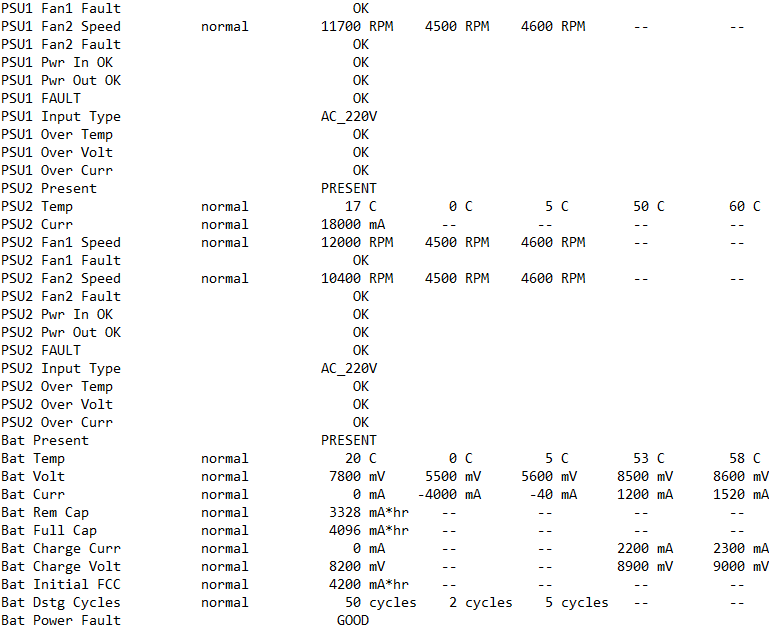 PSU1 Fan1 Fault                             OK
PSU1 Fan2 Speed          normal         11700 RPM    4500 RPM    4600 RPM      --          --
PSU1 Fan2 Fault                             OK
PSU1 Pwr In OK                              OK
PSU1 Pwr Out OK                             OK
PSU1 FAULT                                  OK
PSU1 Input Type                         AC_220V
PSU1 Over Temp                              OK
PSU1 Over Volt                              OK
PSU1 Over Curr                              OK
PSU2 Present                            PRESENT
PSU2 Temp                normal            17 C         0 C         5 C        50 C        60 C
PSU2 Curr                normal         18000 mA       --          --          --          --
PSU2 Fan1 Speed          normal         12000 RPM    4500 RPM    4600 RPM      --          --
PSU2 Fan1 Fault                             OK
PSU2 Fan2 Speed          normal         10400 RPM    4500 RPM    4600 RPM      --          --
PSU2 Fan2 Fault                             OK
PSU2 Pwr In OK                              OK
PSU2 Pwr Out OK                             OK
PSU2 FAULT                                  OK
PSU2 Input Type                         AC_220V
PSU2 Over Temp                              OK
PSU2 Over Volt                              OK
PSU2 Over Curr                              OK
Bat Present                             PRESENT
Bat Temp                 normal            20 C         0 C         5 C        53 C        58 C
Bat Volt                 normal          7800 mV     5500 mV     5600 mV     8500 mV     8600 mV
Bat Curr                 normal             0 mA    -4000 mA      -40 mA     1200 mA     1520 mA
Bat Rem Cap              normal          3328 mA*hr    --          --          --          --
Bat Full Cap             normal          4096 mA*hr    --          --          --          --
Bat Charge Curr          normal             0 mA       --          --        2200 mA     2300 mA
Bat Charge Volt          normal          8200 mV       --          --        8900 mV     9000 mV
Bat Initial FCC          normal          4200 mA*hr    --          --          --          --
Bat Dstg Cycles          normal            50 cycles    2 cycles    5 cycles   --          --
Bat Power Fault                           GOOD